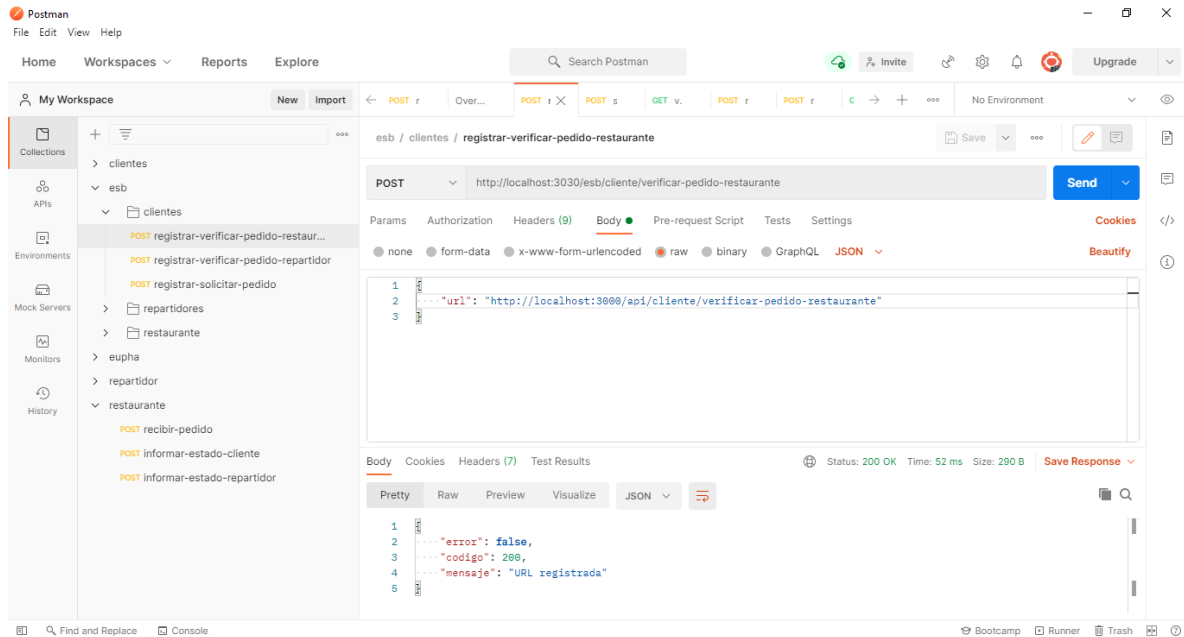 Postman
File Edit View Help
Home Workspaces Reports Explore Search Postman Invite Upgrade
My Workspace New Import POST r Over... POST r POST s GET v. POST r POST r No Environment
Collections
APIs
Environments
Mock Servers
Monitors
History
clientes
esb
clientes
POST registrar-verificar-pedido-restaur...
POST registrar-verificar-pedido-repartidor
POST registrar-solicitar-pedido
repartidores
restaurante
eupha
repartidor
restaurante
POST recibir-pedido
POST informar-estado-cliente
POST informar-estado-repartidor
esb / clientes / registrar-verificar-pedido-restaurante Save
POST http://localhost:3030/esb/cliente/verificar-pedido-restaurante Send
Params Authorization Headers (9) Body Pre-request Script Tests Settings Cookies
none form-data x-www-form-urlencoded raw binary GraphQL JSON Beautify
1 {
2 "url": "http://localhost:3000/api/cliente/verificar-pedido-restaurante"
3 }
Body Cookies Headers (7) Test Results Status: 200 OK Time: 52 ms Size: 290 B Save Response
Pretty Raw Preview Visualize JSON
1 {
2 "error": false,
3 "codigo": 200,
4 "mensaje": "URL registrada"
5 }
Find and Replace Console Bootcamp Runner Trash